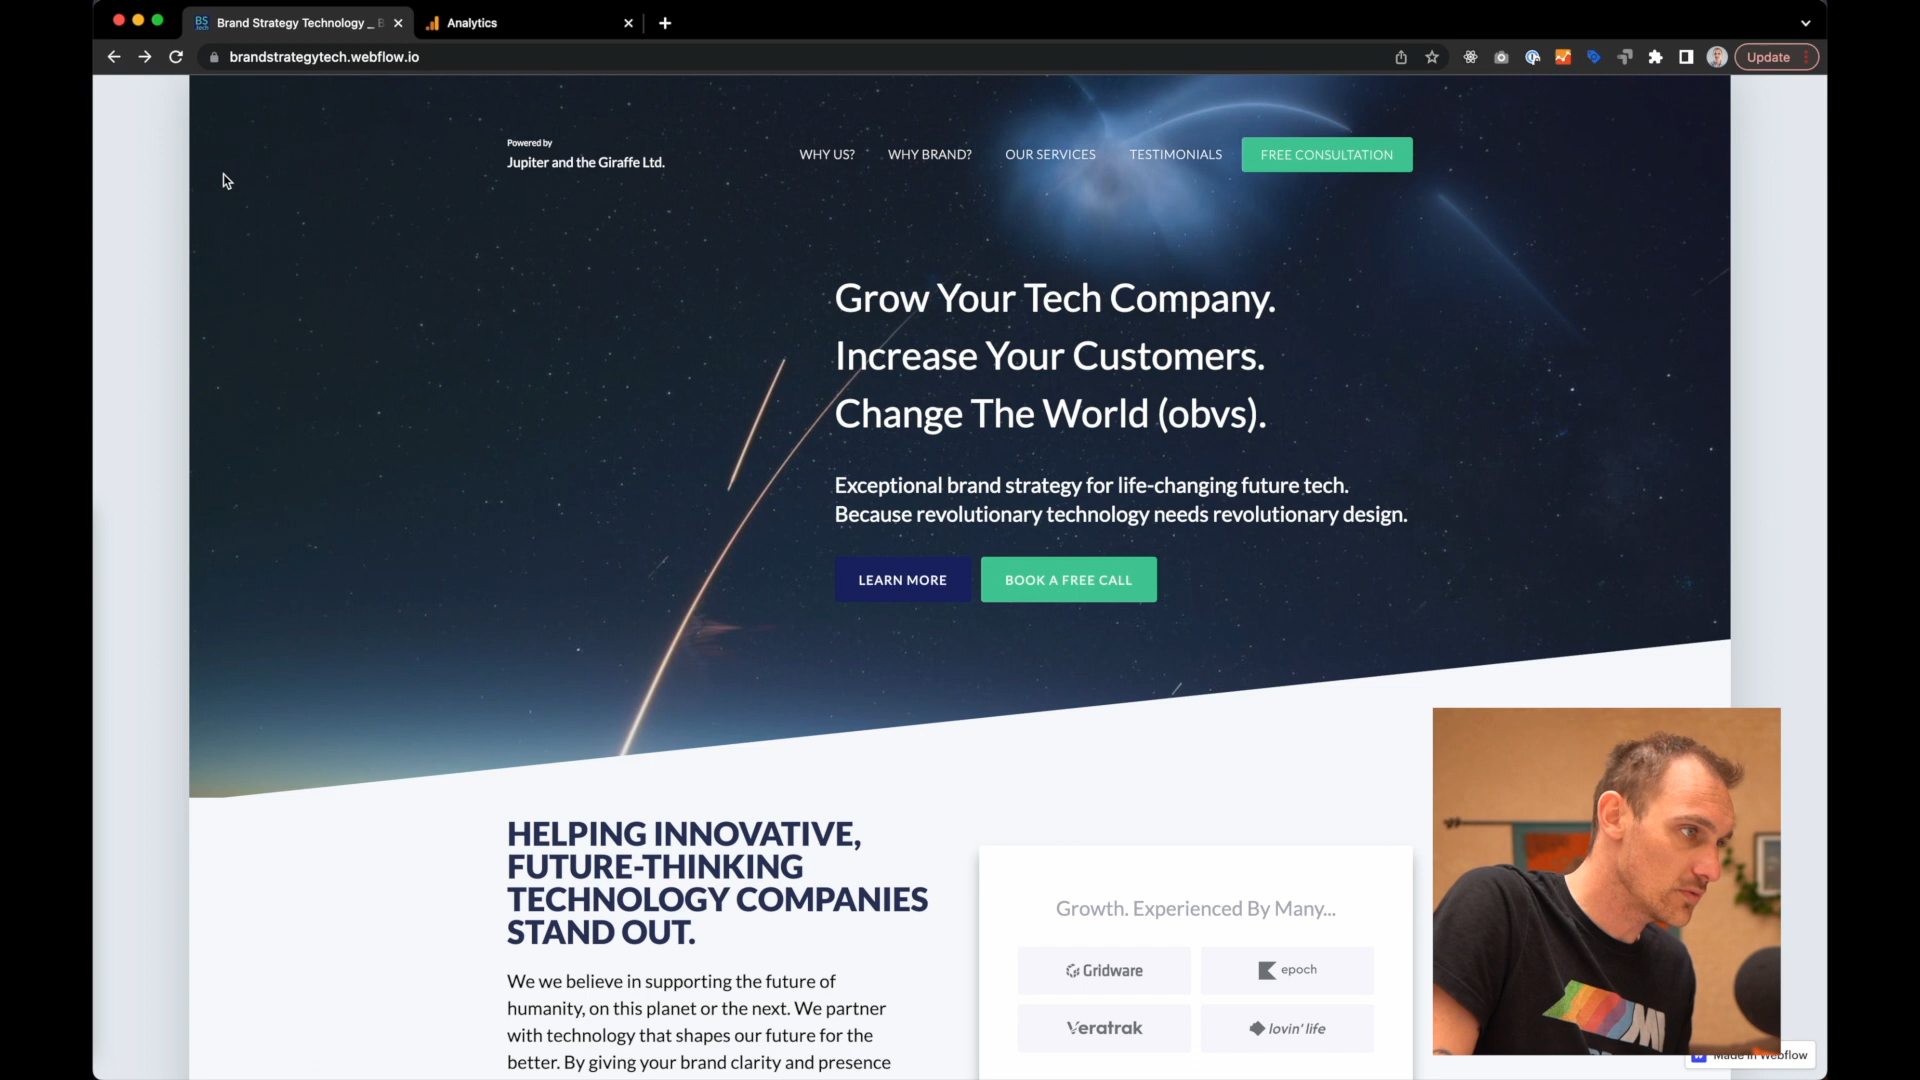 BS
tech
Brand Strategy Technology _ B
Analytics
brandstrategytech.webflow.io
Update
Powered by
Jupiter and the Giraffe Ltd.
WHY US?
WHY BRAND?
OUR SERVICES
TESTIMONIALS
FREE CONSULTATION
Grow Your Tech Company.
Increase Your Customers.
Change The World (obvs).
Exceptional brand strategy for life-changing future tech.
Because revolutionary technology needs revolutionary design.
LEARN MORE
BOOK A FREE CALL
HELPING INNOVATIVE,
FUTURE-THINKING
TECHNOLOGY COMPANIES
STAND OUT.
We we believe in supporting the future of
humanity, on this planet or the next. We partner
with technology that shapes our future for the
better. By giving your brand clarity and presence
Growth. Experienced By Many...
Gridware
epoch
Veratrak
lovin' life
Made in Webflow